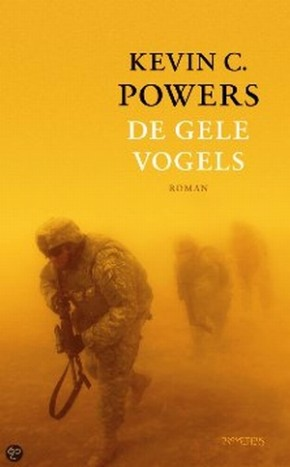 KEVIN C.
POWERS
DE GELE
VOGELS
ROMAN
PROMETHEUS